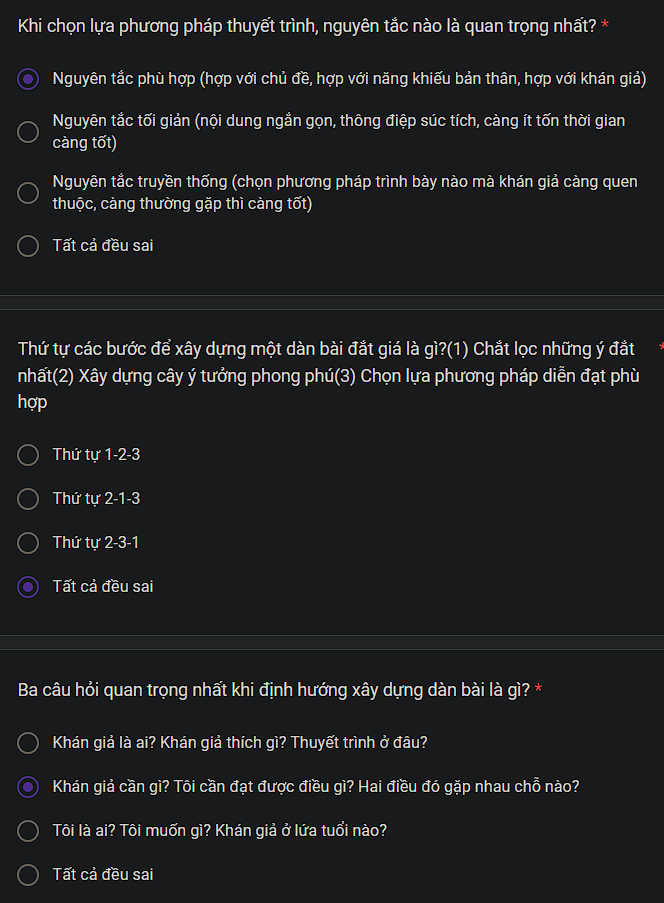 Khi chọn lựa phương pháp thuyết trình, nguyên tắc nào là quan trọng nhất? *
Nguyên tắc phù hợp (hợp với chủ đề, hợp với năng khiếu bản thân, hợp với khán giả)
Nguyên tắc tối giản (nội dung ngắn gọn, thông điệp súc tích, càng ít tốn thời gian
càng tốt)
Nguyên tắc truyền thống (chọn phương pháp trình bày nào mà khán giả càng quen
thuộc, càng thường gặp thì càng tốt)
Tất cả đều sai
Thứ tự các bước để xây dựng một dàn bài đắt giá là gì?(1) Chắt lọc những ý đắt *
nhất(2) Xây dựng cây ý tưởng phong phú(3) Chọn lựa phương pháp diễn đạt phù
hợp
Thứ tự 1-2-3
Thứ tự 2-1-3
Thứ tự 2-3-1
Tất cả đều sai
Ba câu hỏi quan trọng nhất khi định hướng xây dựng dàn bài là gì? *
Khán giả là ai? Khán giả thích gì? Thuyết trình ở đâu?
Khán giả cần gì? Tôi cần đạt được điều gì? Hai điều đó gặp nhau chỗ nào?
Tôi là ai? Tôi muốn gì? Khán giả ở lứa tuổi nào?
Tất cả đều sai